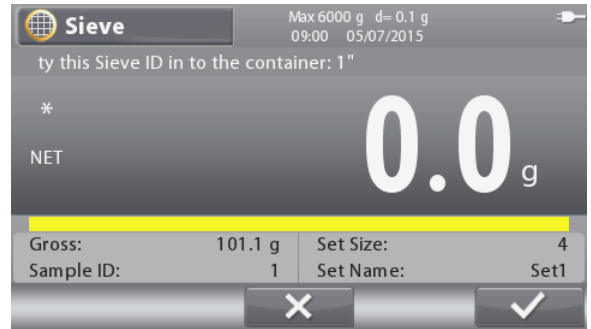 Sieve
Max 6000 g d= 0.1 g
09:00 05/07/2015
ty this Sieve ID in to the container: 1"
*
NET
0.0 g
Gross: 101.1 g Set Size: 4
Sample ID: 1 Set Name: Set1